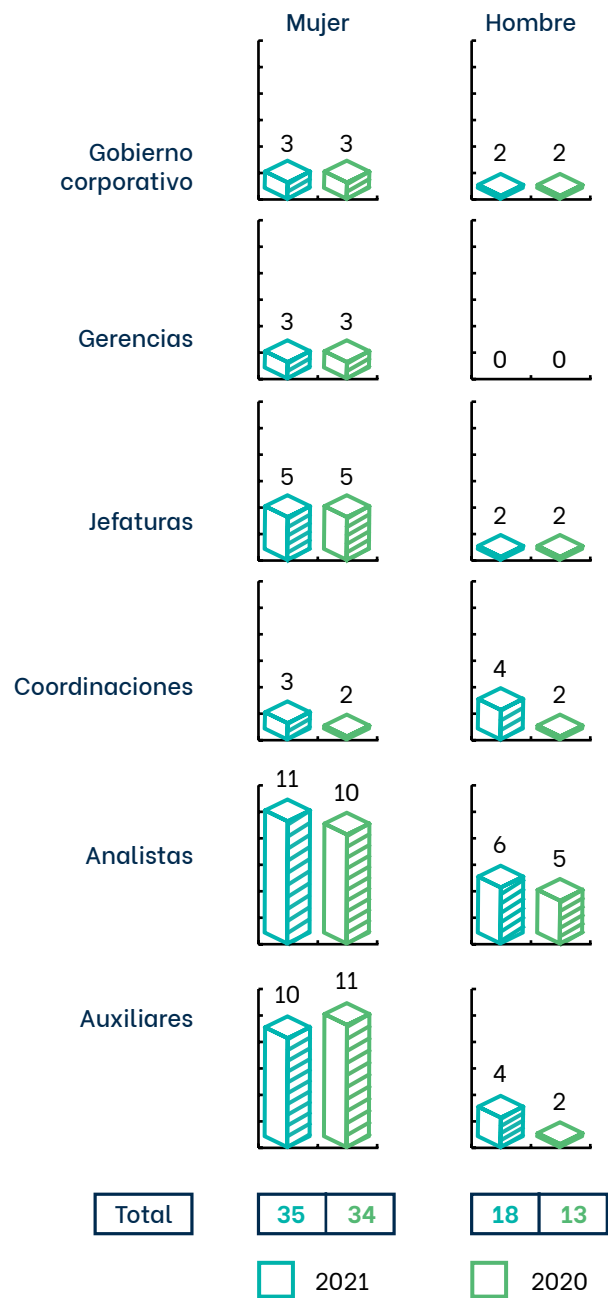 Mujer Hombre
3 3 2 2
Gobierno
corporativo
3 3
Gerencias
0 0
5 5
Jefaturas
2 2
Coordinaciones
3 2
4 2
11 10
Analistas
6 5
10 11
Auxiliares
4 2
Total 35 34 18 13
2021 2020